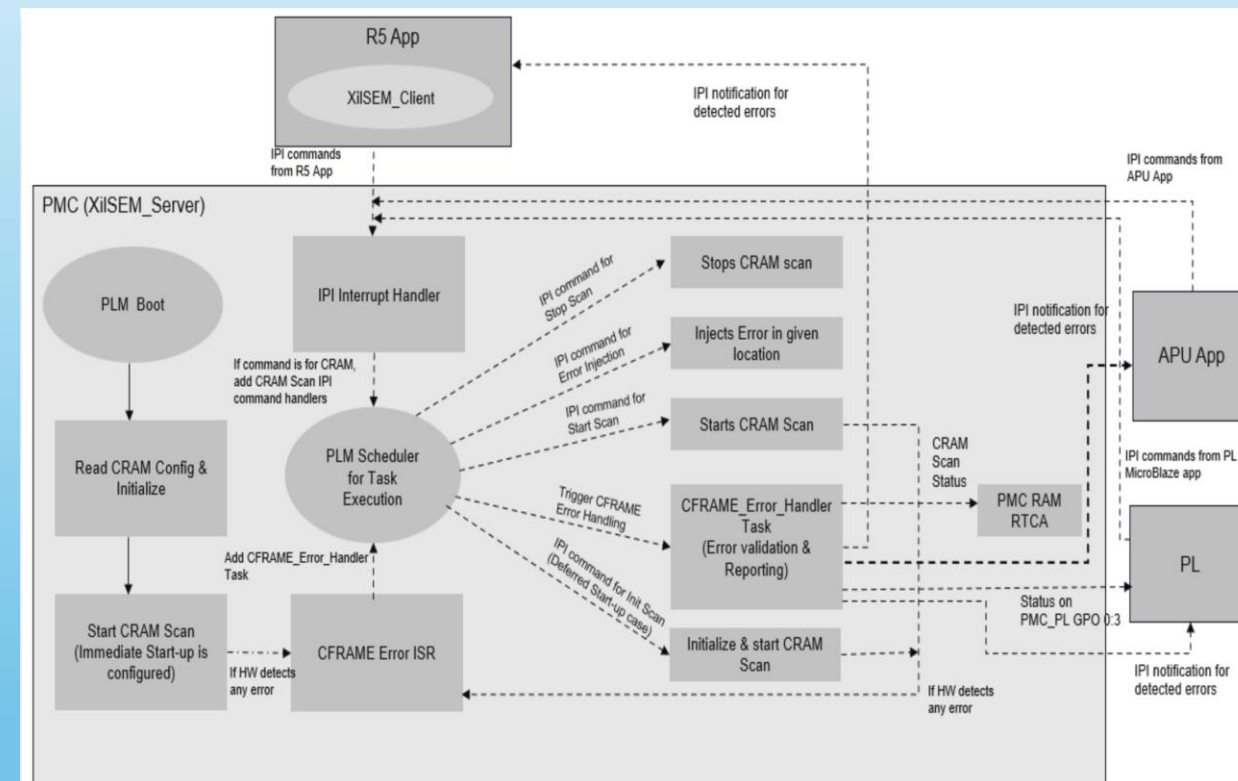 R5 App
XilSEM_Client
IPI notification for
detected errors
IPI commands
from R5 App
IPI commands from
APU App
PMC (XilSEM_Server)
PLM Boot
IPI Interrupt Handler
Stops CRAM scan
IPI command for
Stop Scan
IPI notification for
detected errors
Injects Error in given
location
IPI command for
Error Injection
APU App
If command is for CRAM,
add CRAM Scan IPI
command handlers
IPI command for
Start Scan
Starts CRAM Scan
Read CRAM Config &
Initialize
PLM Scheduler
for Task
Execution
CRAM
Scan
Status
IPI commands from PL
MicroBlaze app
Trigger CFRAME
Error Handling
CFRAME_Error_Handler
Task
(Error validation &
Reporting)
PMC RAM
RTCA
Add CFRAME_Error_Handler
Task
IPI command for Init Scan
(Deferred Start-up case)
PL
Status on
PMC_PL GPO 0:3
Start CRAM Scan
(Immediate Start-up is
configured)
If HW detects
any error
CFRAME Error ISR
Initialize & start CRAM
Scan
If HW detects
any error
IPI notification for
detected errors